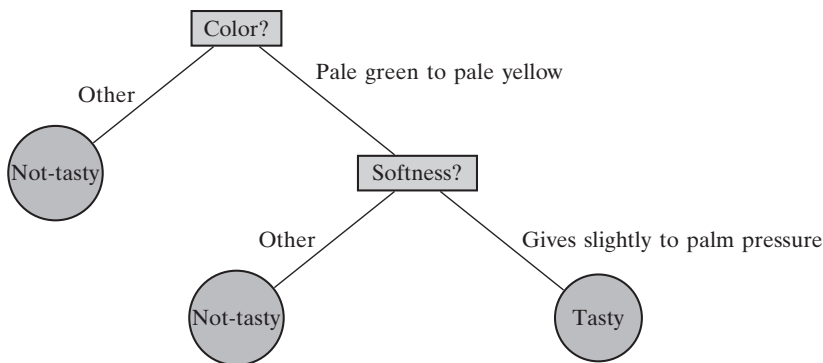 Color?
Pale green to pale yellow
Other
Not-tasty
Softness?
Other
Gives slightly to palm pressure
Not-tasty
Tasty